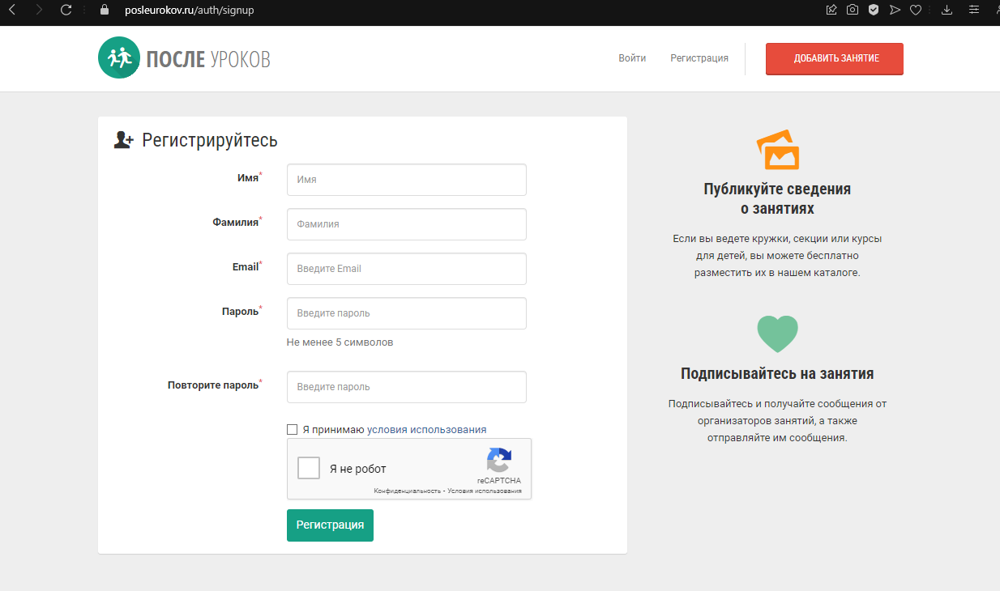 posleurokov.ru/auth/signup
ПОСЛЕ УРОКОВ
Войти
Регистрация
ДОБАВИТЬ ЗАНЯТИЕ
Регистрируйтесь
Имя*
Имя
Фамилия*
Фамилия
Email*
Введите Email
Пароль*
Введите пароль
Не менее 5 символов
Повторите пароль*
Введите пароль
Я принимаю условия использования
Я не робот
reCAPTCHA
Конфиденциальность - Условия использования
Регистрация
Публикуйте сведения
о занятиях
Если вы ведете кружки, секции или курсы
для детей, вы можете бесплатно
разместить их в нашем каталоге.
Подписывайтесь на занятия
Подписывайтесь и получайте сообщения от
организаторов занятий, а также
отправляйте им сообщения.